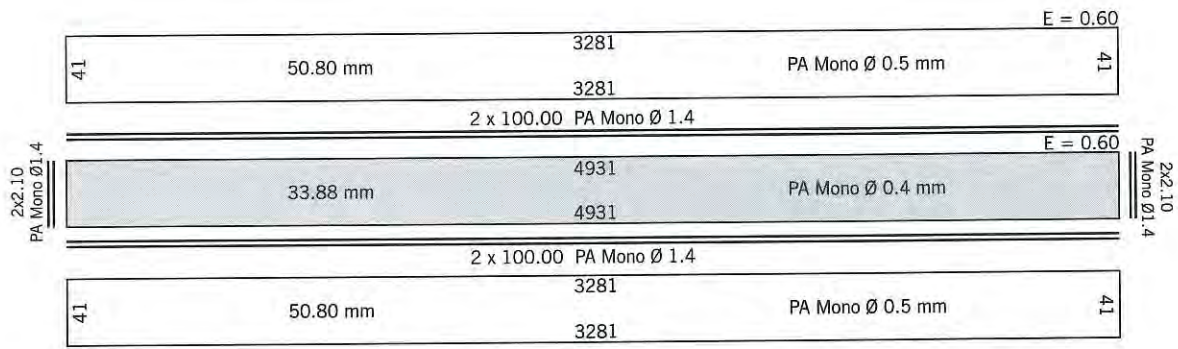 E = 0.60
3281
41 50.80 mm PA Mono Ø 0.5 mm 41
3281
2 x 100.00 PA Mono Ø 1.4
E = 0.60
4931
2x2.10
PA Mono Ø1.4
33.88 mm PA Mono Ø 0.4 mm
PA Mono Ø1.4
2x2.10
4931
2 x 100.00 PA Mono Ø 1.4
3281
41 50.80 mm PA Mono Ø 0.5 mm 41
3281